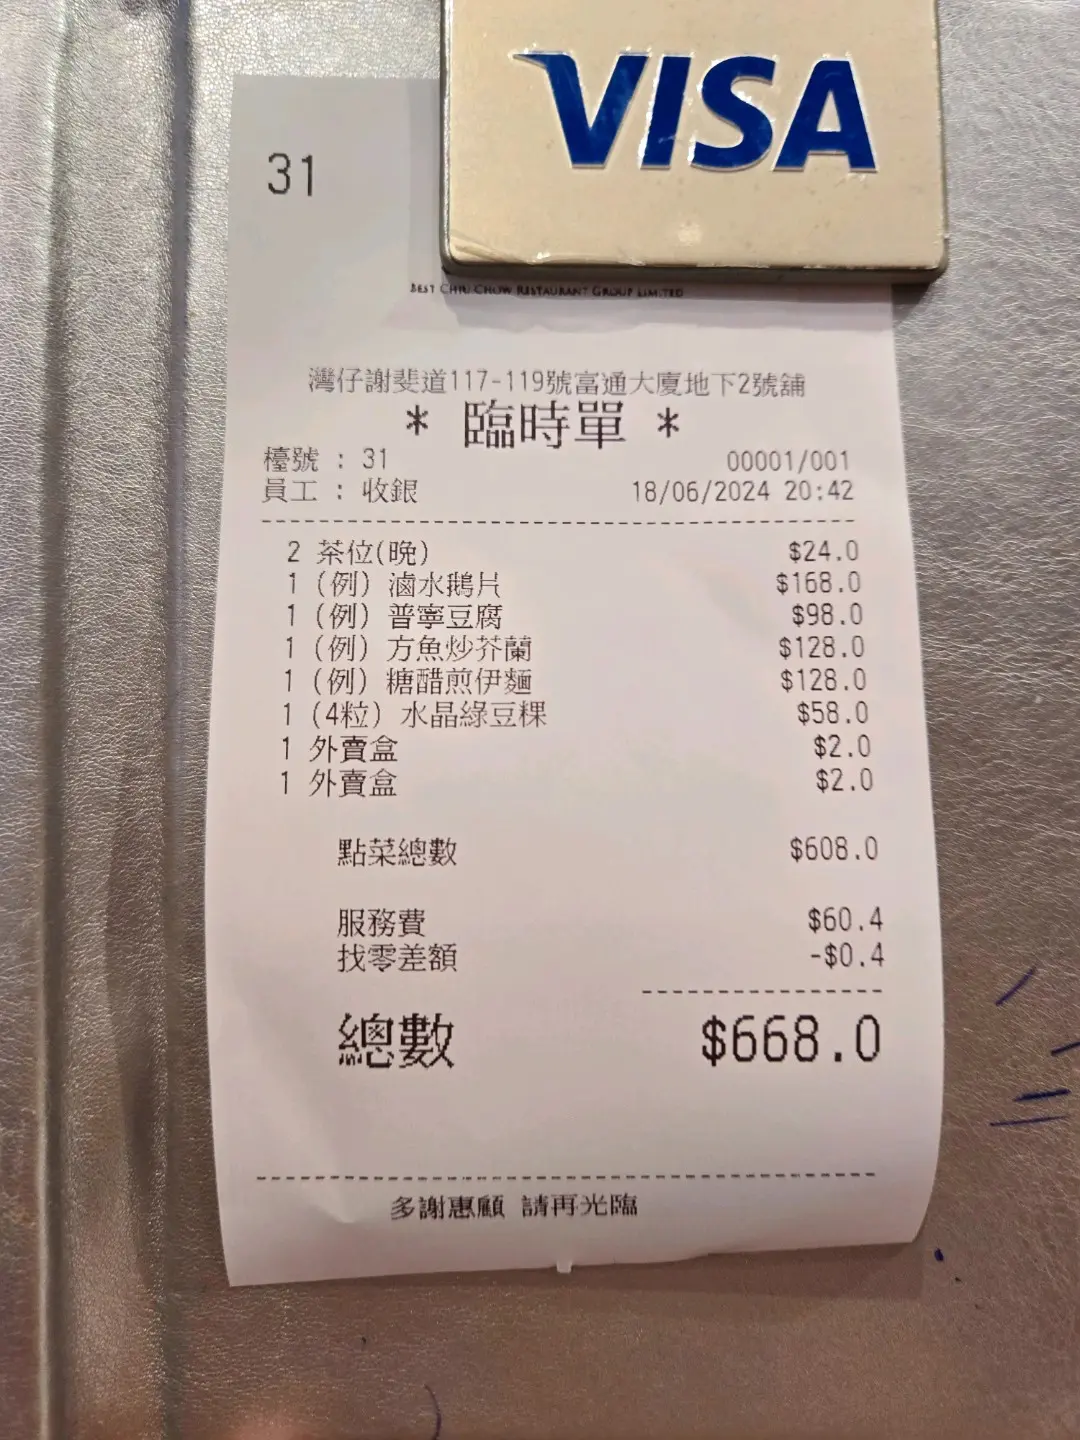 VISA
31
BEST CHIU CHOW RESTAURANT GROUP LIMITED
灣仔謝斐道117-119號富通大廈地下2號舖
* 臨時單 *
檯號 : 31 00001/001
員工 : 收銀 18/06/2024 20:42
2 茶位(晚) $24.0
1 (例) 滷水鵝片 $168.0
1 (例) 普寧豆腐 $98.0
1 (例) 方魚炒芥蘭 $128.0
1 (例) 糖醋煎伊麵 $128.0
1 (4粒) 水晶綠豆粿 $58.0
1 外賣盒 $2.0
1 外賣盒 $2.0
點菜總數 $608.0
服務費 $60.4
找零差額 -$0.4
總數 $668.0
多謝惠顧 請再光臨